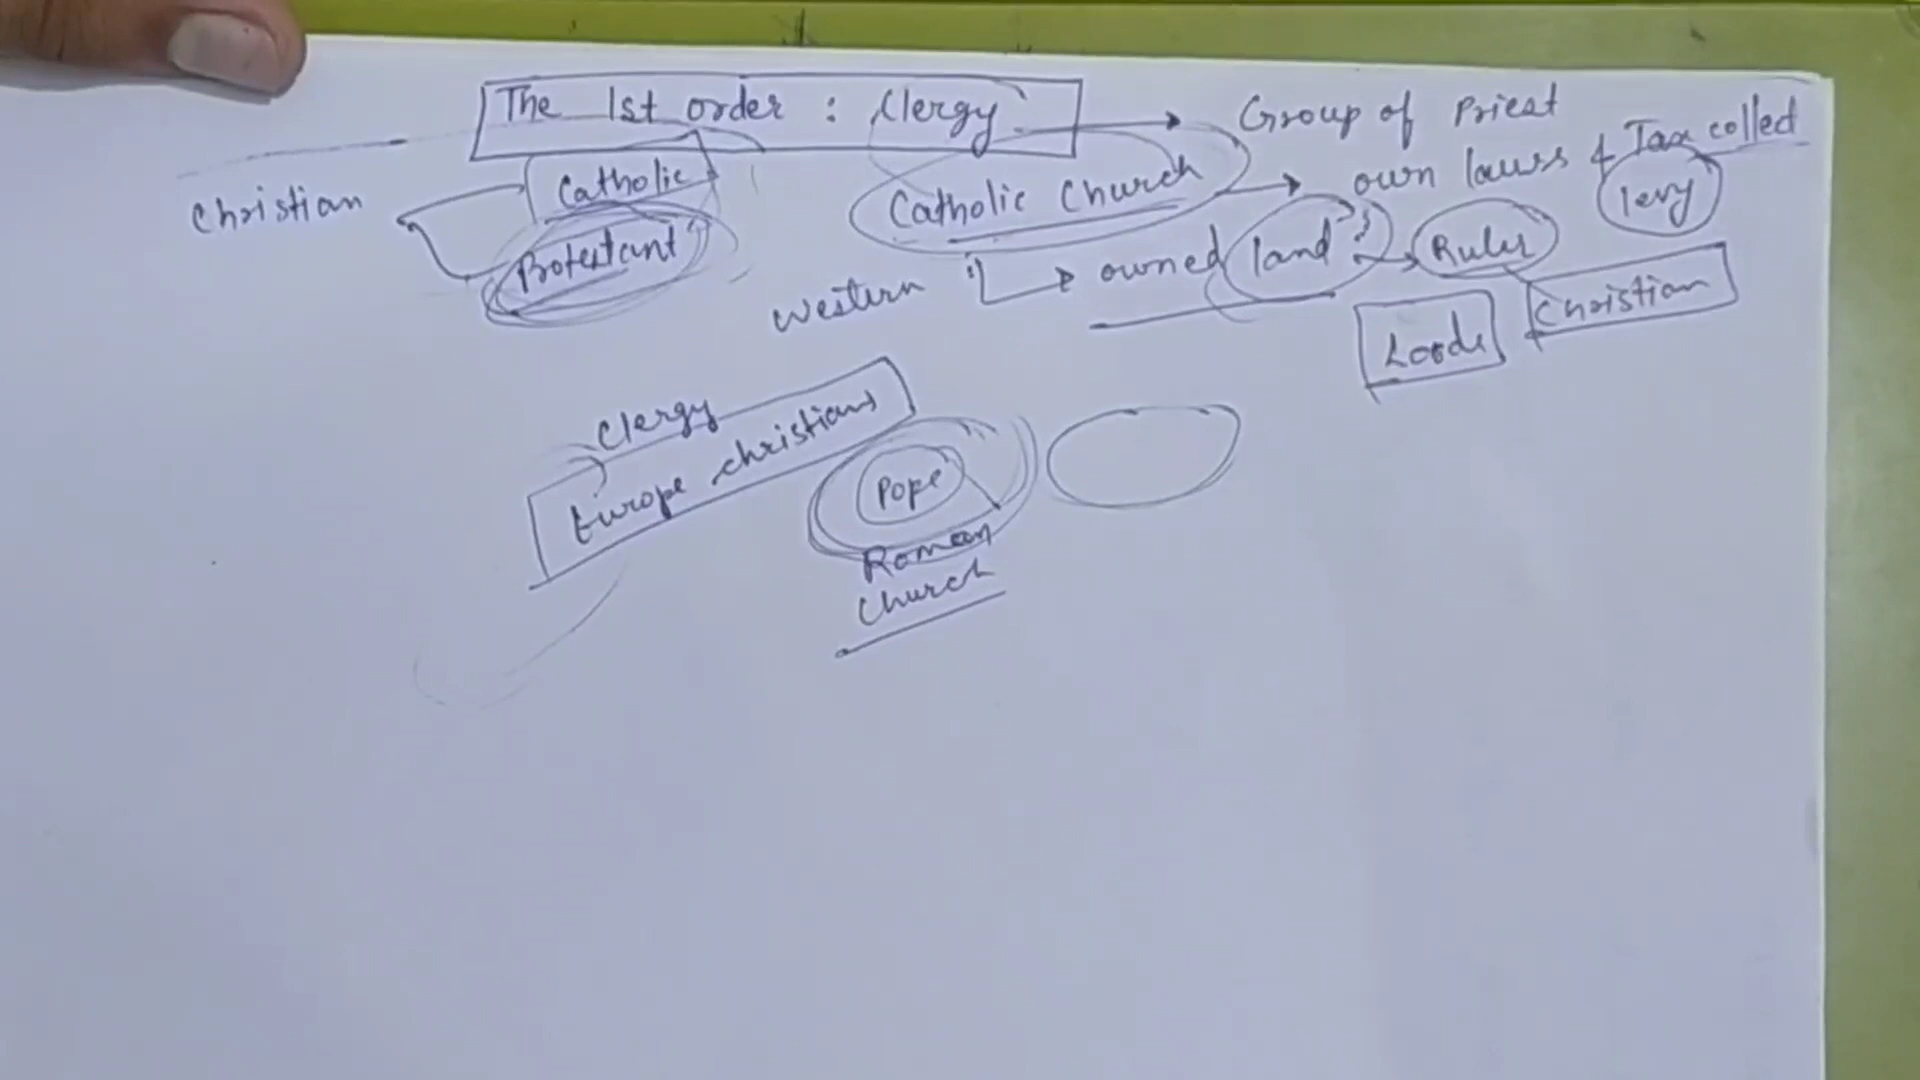 The 1st order : Clergy
Group of Priest
Christian
Catholic
Protestant
Catholic Church
own laws & Tax colled
levy
Western
owned land
Ruler
Christian
Lords
Clergy
Europe christians
Pope
Roman
Church